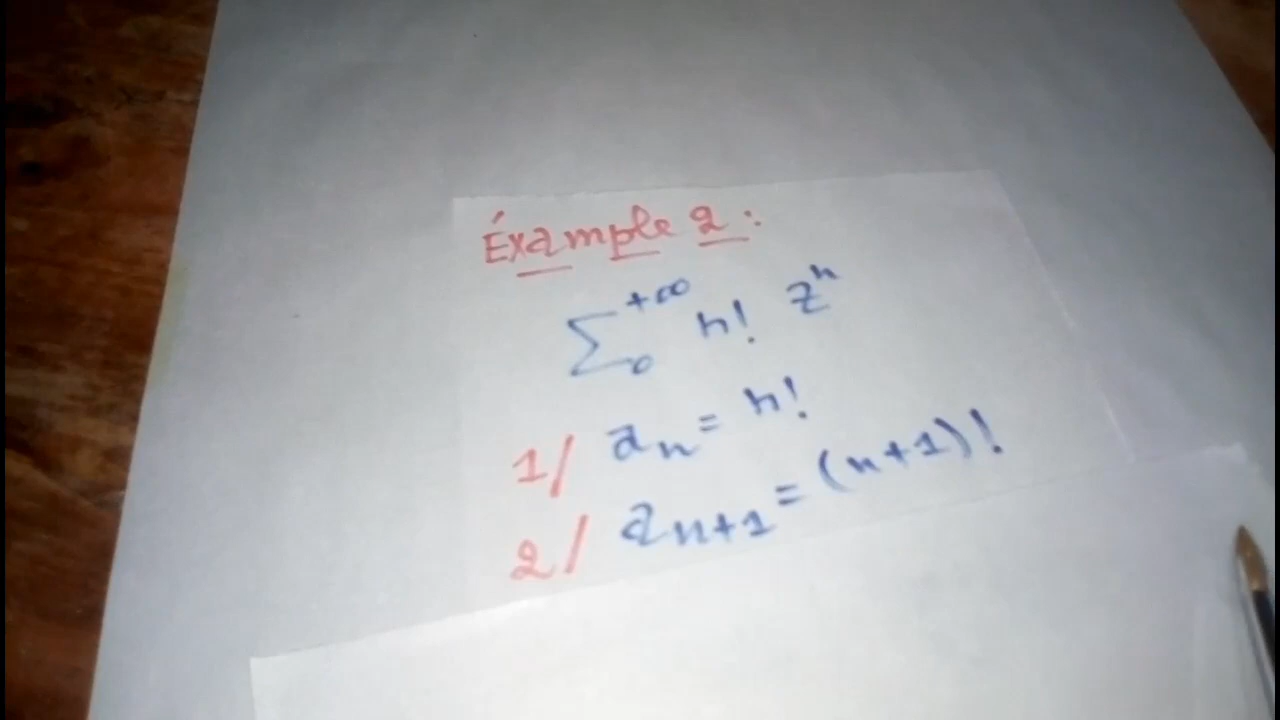 Éxample 2:
∑₀^{+∞} n! zⁿ
1/ aₙ = n!
2/ aₙ₊₁ = (n+1)!